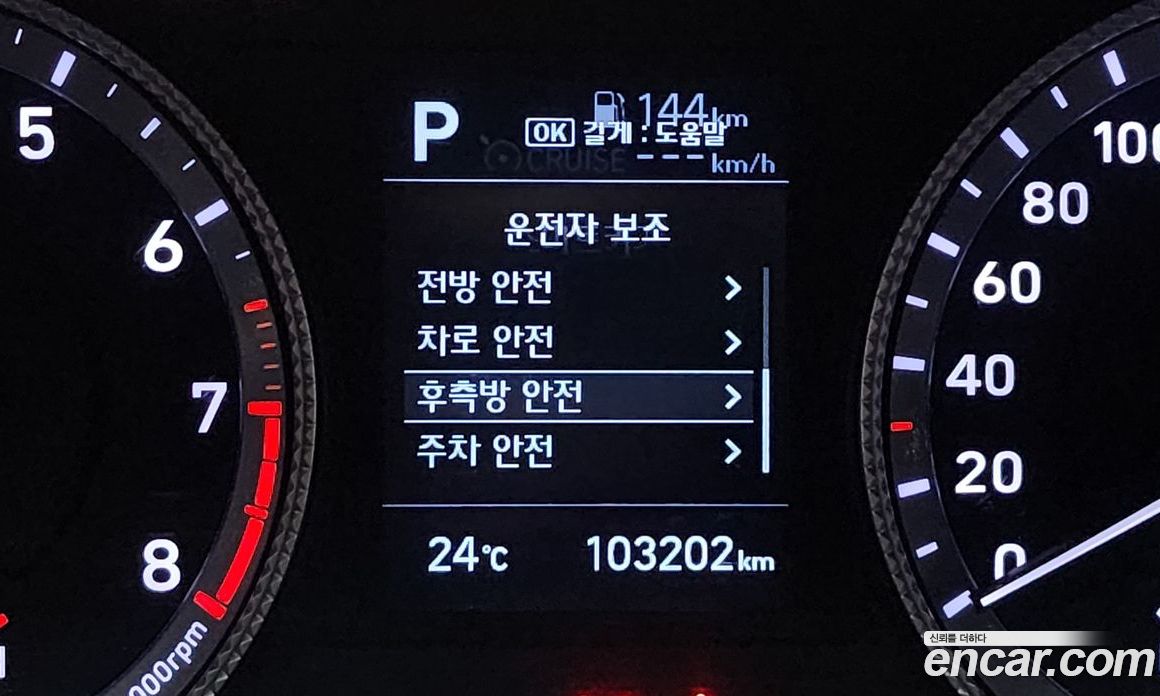 5
6
7
8
000rpm
P
144km
OK 길게 : 도움말
CRUISE ---km/h
운전자 보조
전방 안전
차로 안전
후측방 안전
주차 안전
24℃ 103202km
100
80
60
40
20
0
신뢰를 더하다
encar.com